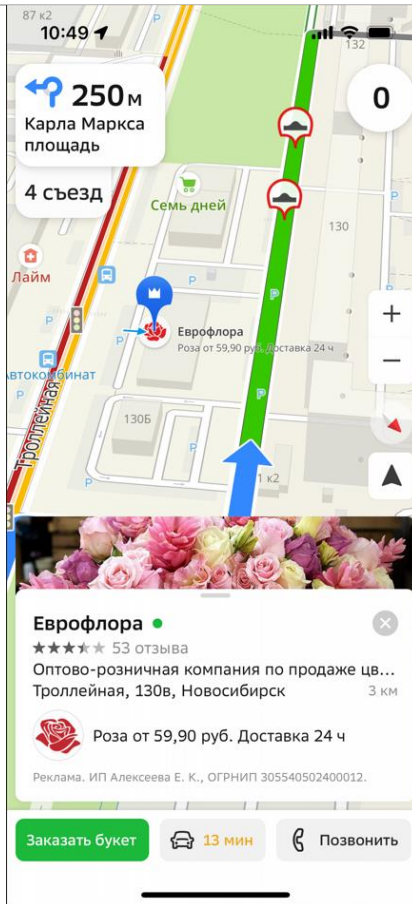 87 к2
10:49
132
250 м
Карла Маркса
площадь
0
4 съезд
Семь дней
130
P
Лайм
P
P
Еврофлора
Роза от 59,90 руб. Доставка 24 ч
втокомбинат
P
P
Троллейная
130Б
P
P
1 к2
Еврофлора
53 отзыва
Оптово-розничная компания по продаже цв...
Троллейная, 130в, Новосибирск
3 км
Роза от 59,90 руб. Доставка 24 ч
Реклама. ИП Алексеева Е. К., ОГРНИП 305540502400012.
Заказать букет
13 мин
Позвонить